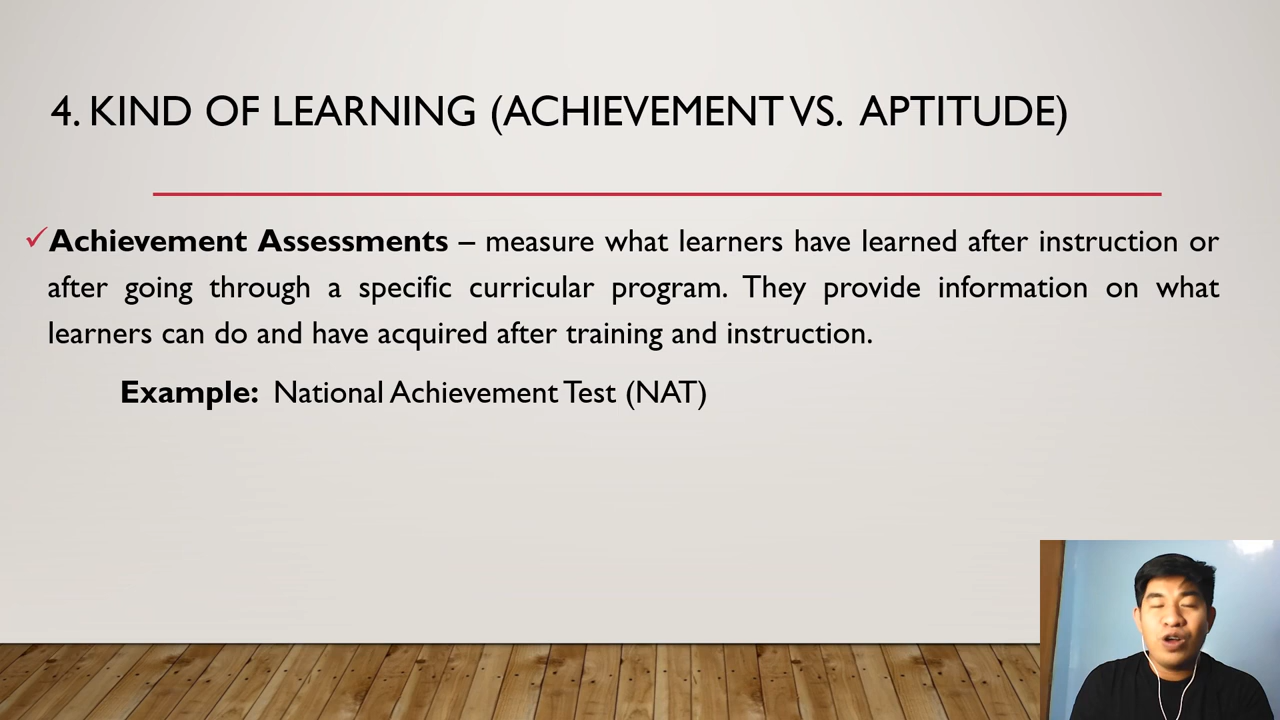 4. KIND OF LEARNING (ACHIEVEMENT VS. APTITUDE)
✓Achievement Assessments – measure what learners have learned after instruction or
after going through a specific curricular program. They provide information on what
learners can do and have acquired after training and instruction.
Example: National Achievement Test (NAT)